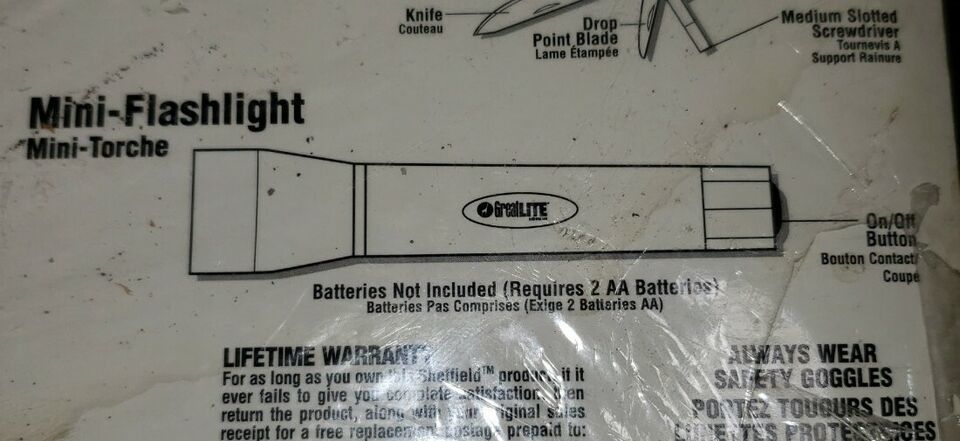 Knife
Couteau
Drop
Point Blade
Lame Étampée
Medium Slotted
Screwdriver
Tournevis A
Support Rainure
Mini-Flashlight
Mini-Torche
GreatLITE
On/Off
Button
Bouton Contact/
Coupe
Batteries Not Included (Requires 2 AA Batteries)
Batteries Pas Comprises (Exige 2 Batteries AA)
LIFETIME WARRANTY
For as long as you own this Sheffield™ product, if it
ever fails to give you complete satisfaction, then
return the product, along with your original sales
receipt for a free replacement, postage prepaid to:
ALWAYS WEAR
SAFETY GOGGLES
PORTEZ TOUOURS DES
LUNETTES PROTECTRICES